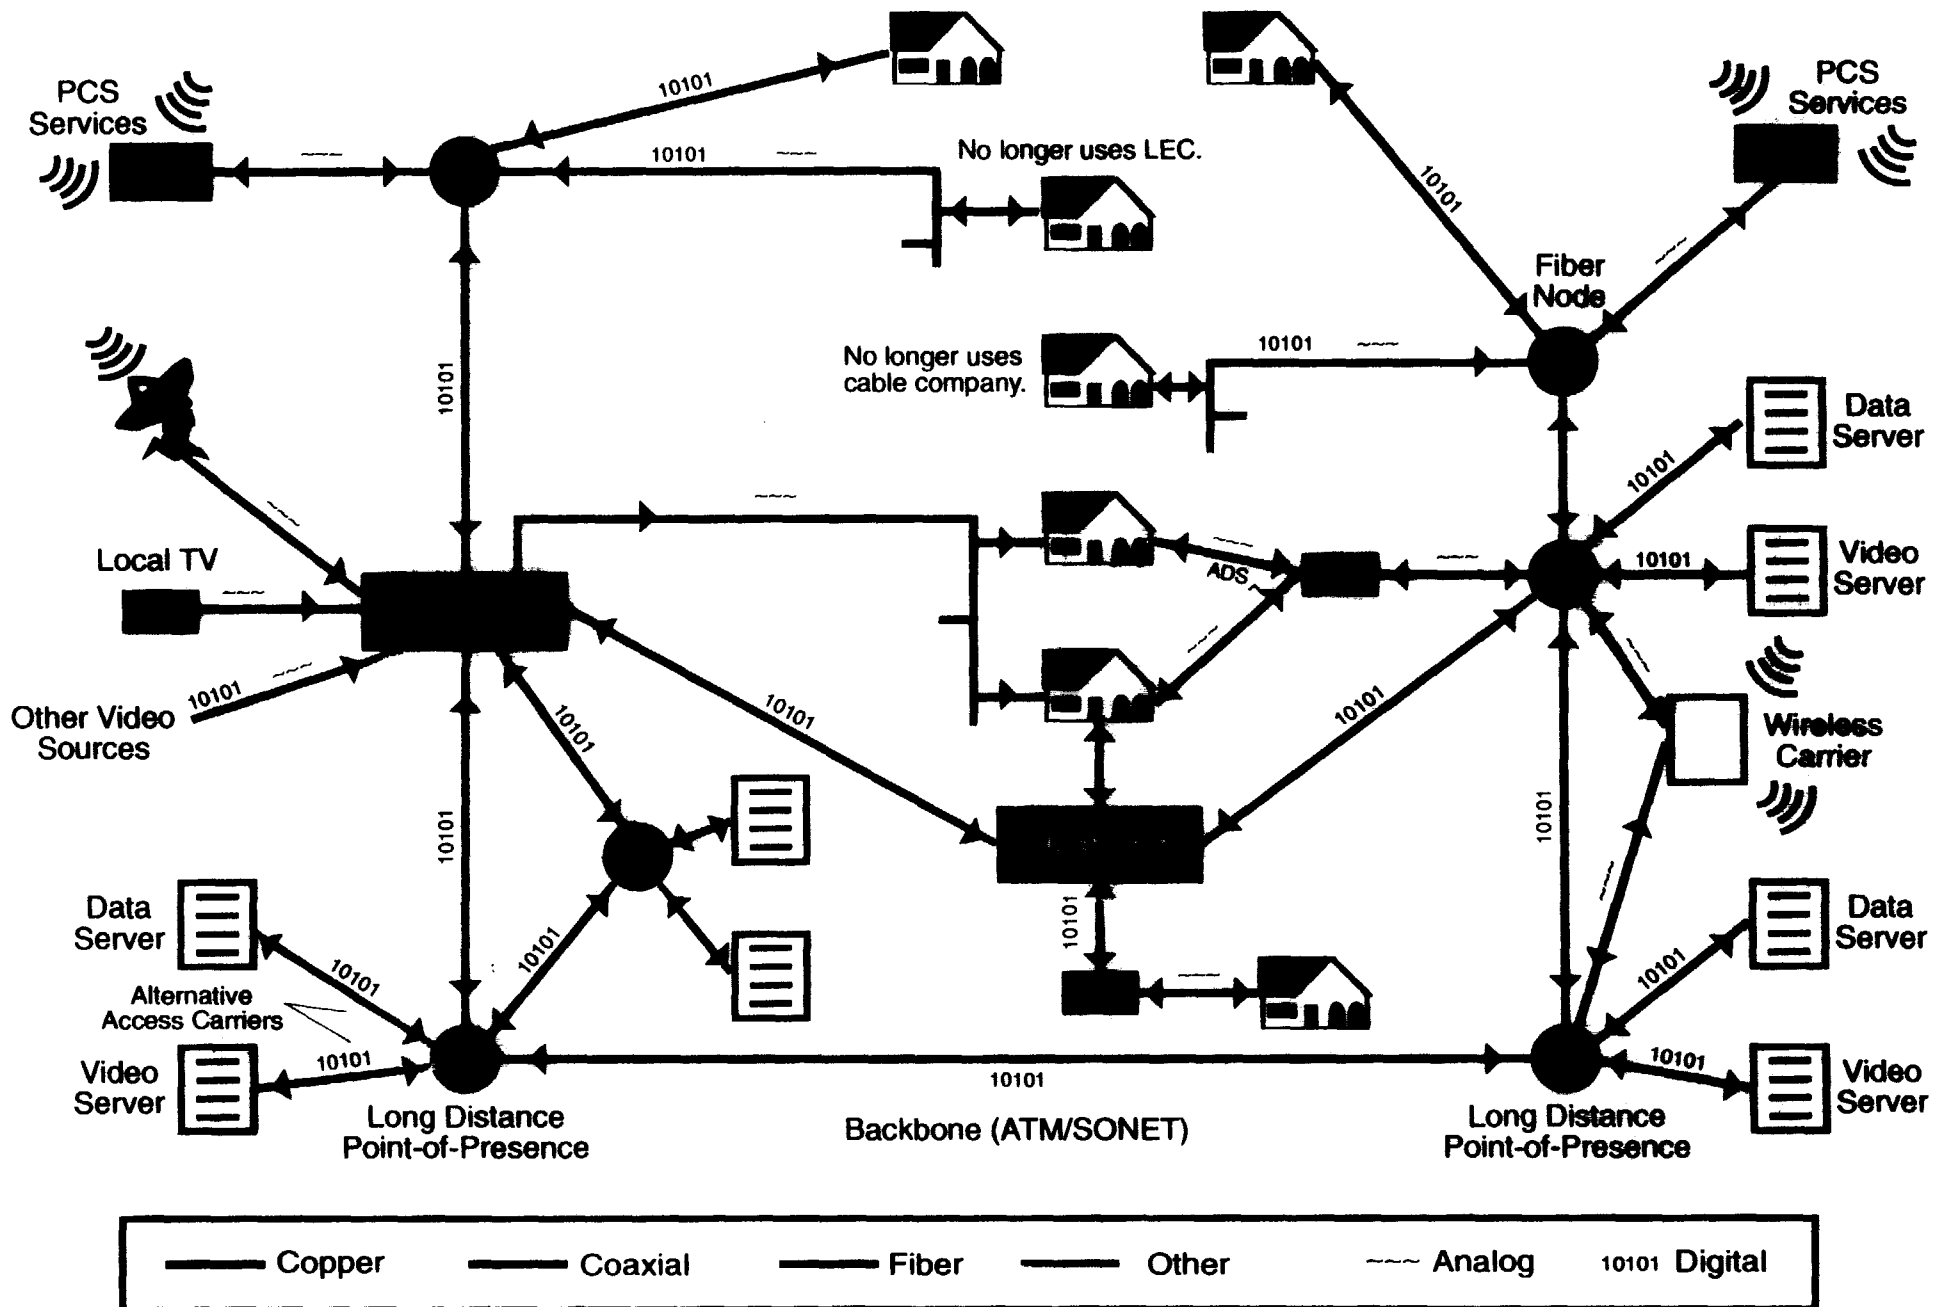 PCS
Services
10101
~~~
10101
~~~
No longer uses LEC.
10101
PCS
Services
~~~
Fiber
Node
10101
No longer uses
cable company.
10101
~~~
Data
Server
10101
~~~
~~~
Local TV
~~~
~~~
ADS
~
~~~
10101
Video
Server
~~~
~~~
10101
Other Video
Sources
10101
10101
10101
~~~
Wireless
Carrier
10101
10101
~~~
Data
Server
10101
10101
10101
10101
Data
Server
Alternative
Access Carriers
~~~
10101
Video
Server
10101
10101
10101
Video
Server
Long Distance
Point-of-Presence
Backbone (ATM/SONET)
Long Distance
Point-of-Presence
Copper
Coaxial
Fiber
Other
~~~ Analog
10101 Digital